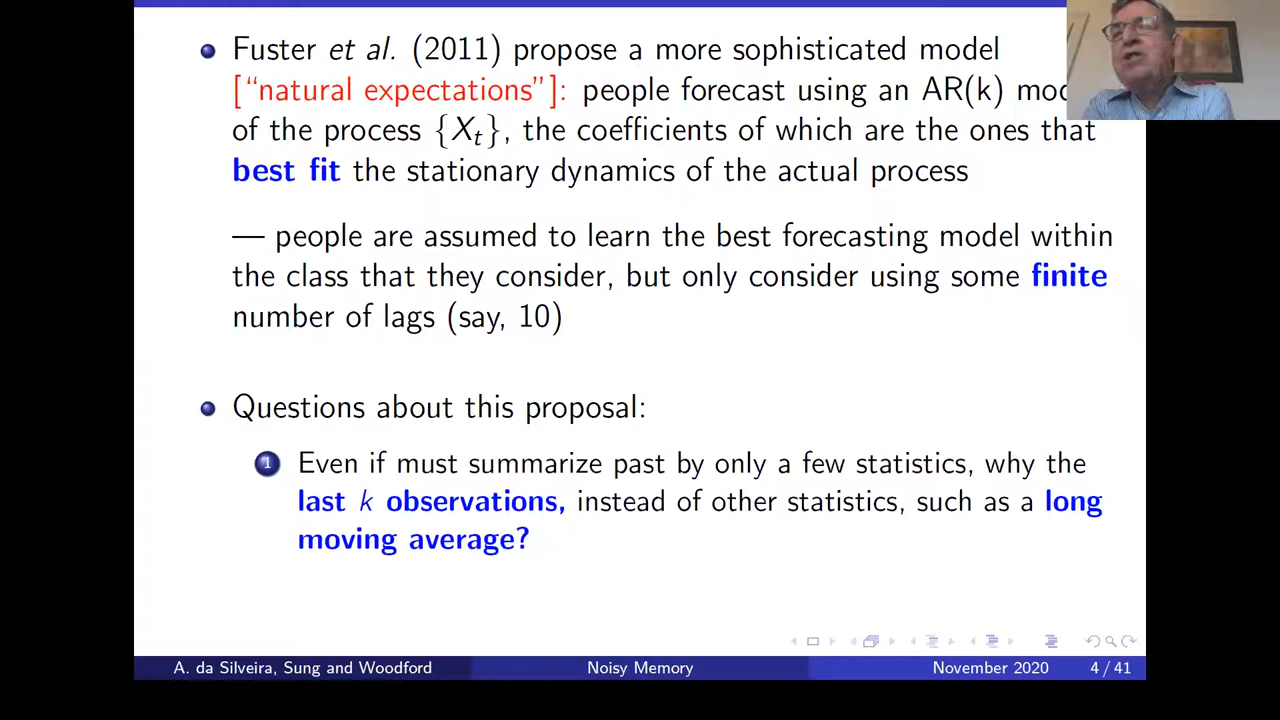 Fuster et al. (2011) propose a more sophisticated model
["natural expectations"]: people forecast using an AR(k)
of the process {X_t}, the coefficients of which are the ones that
best fit the stationary dynamics of the actual process
— people are assumed to learn the best forecasting model within
the class that they consider, but only consider using some finite
number of lags (say, 10)
Questions about this proposal:
1 Even if must summarize past by only a few statistics, why the
last k observations, instead of other statistics, such as a long
moving average?
A. da Silveira, Sung and Woodford Noisy Memory November 2020 4 / 41